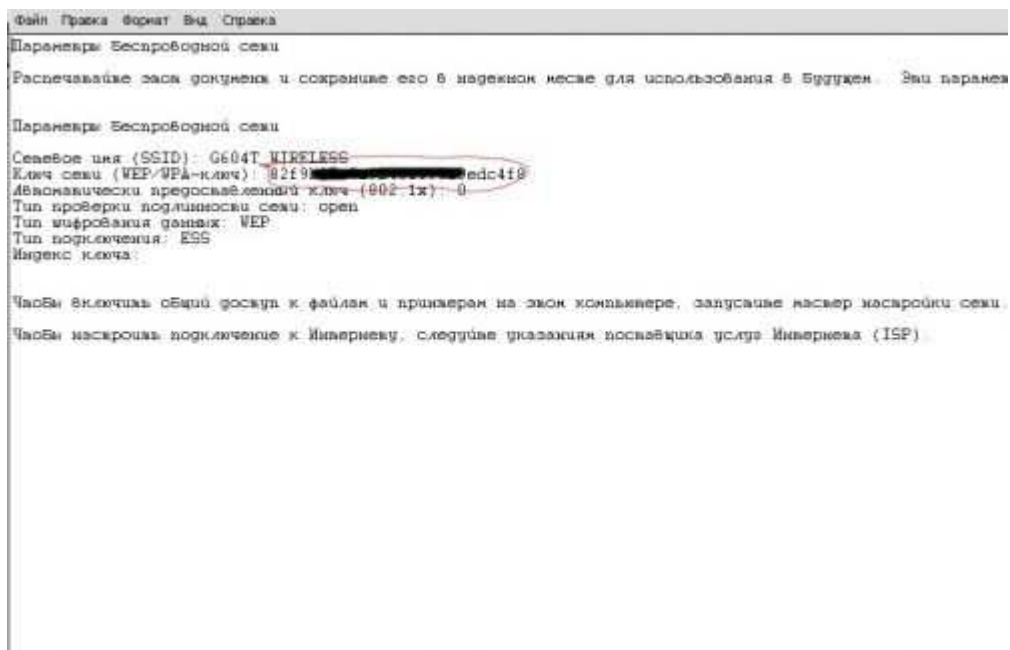 Файл Правка Формат Вид Справка
Параметры беспроводной сети
Распечатайте этот документ и сохраните его в надежном месте для использования в будущем. Эти парамет
Параметры беспроводной сети
Сетевое имя (SSID): G604T_WIRELESS
Ключ сети (WEP/WPA-ключ): 82f9 edc4f8
Автоматически предоставленный ключ (802.1x): 0
Тип проверки подлинности сети: open
Тип шифрования данных: WEP
Тип подключения: ESS
Индекс ключа:
Чтобы включить общий доступ к файлам и принтерам на этом компьютере, запустите мастер настройки сети.
Чтобы настроить подключение к Интернету, следуйте указаниям поставщика услуг Интернета (ISP).